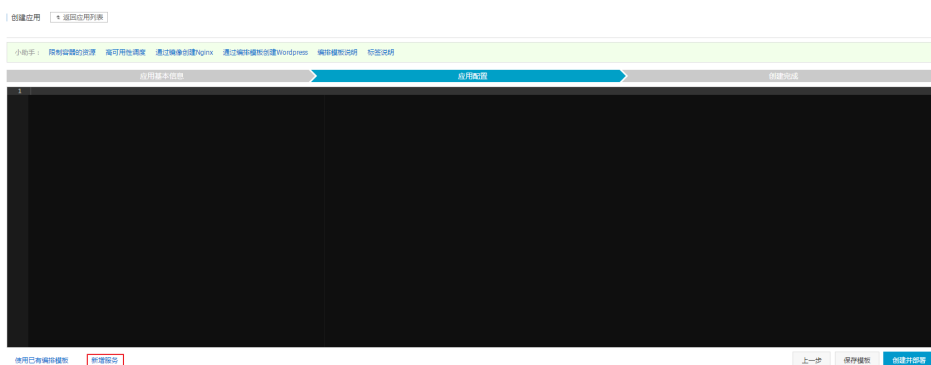 创建应用 返回应用列表
小助手： 限制容器的资源 高可用性调度 通过镜像创建Nginx 通过编排模板创建Wordpress 编排模板说明 标签说明
应用基本信息 应用配置 创建完成
1
使用已有编排模板 新增服务 上一步 保存模板 创建并部署